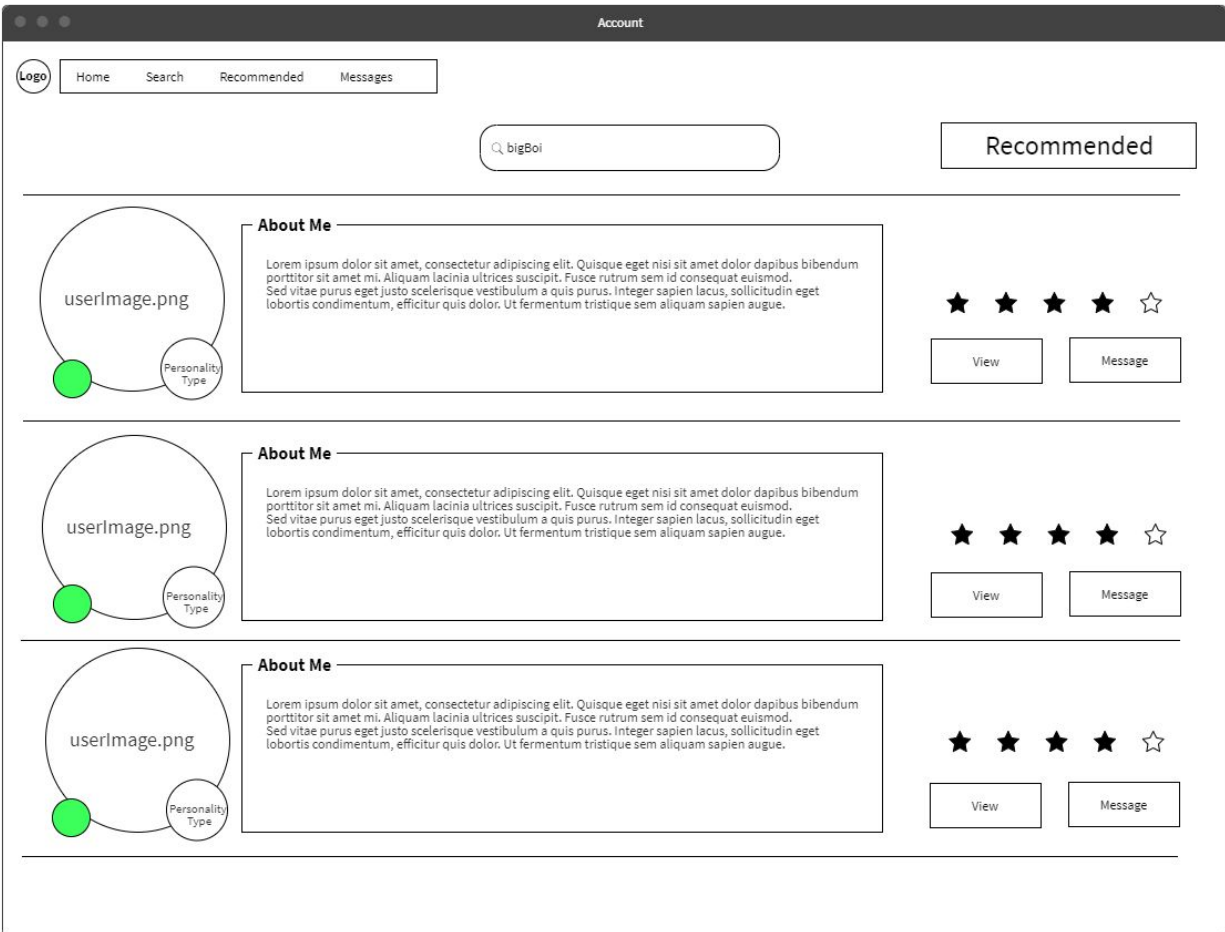 Account
Logo
Home Search Recommended Messages
bigBoi
Recommended
About Me
Lorem ipsum dolor sit amet, consectetur adipiscing elit. Quisque eget nisi sit amet dolor dapibus bibendum
porttitor sit amet mi. Aliquam lacinia ultrices suscipit. Fusce rutrum sem id consequat euismod.
Sed vitae purus eget justo scelerisque vestibulum a quis purus. Integer sapien lacus, sollicitudin eget
lobortis condimentum, efficitur quis dolor. Ut fermentum tristique sem aliquam sapien augue.
userImage.png
Personality
Type
View
Message
About Me
Lorem ipsum dolor sit amet, consectetur adipiscing elit. Quisque eget nisi sit amet dolor dapibus bibendum
porttitor sit amet mi. Aliquam lacinia ultrices suscipit. Fusce rutrum sem id consequat euismod.
Sed vitae purus eget justo scelerisque vestibulum a quis purus. Integer sapien lacus, sollicitudin eget
lobortis condimentum, efficitur quis dolor. Ut fermentum tristique sem aliquam sapien augue.
userImage.png
Personality
Type
View
Message
About Me
Lorem ipsum dolor sit amet, consectetur adipiscing elit. Quisque eget nisi sit amet dolor dapibus bibendum
porttitor sit amet mi. Aliquam lacinia ultrices suscipit. Fusce rutrum sem id consequat euismod.
Sed vitae purus eget justo scelerisque vestibulum a quis purus. Integer sapien lacus, sollicitudin eget
lobortis condimentum, efficitur quis dolor. Ut fermentum tristique sem aliquam sapien augue.
userImage.png
Personality
Type
View
Message